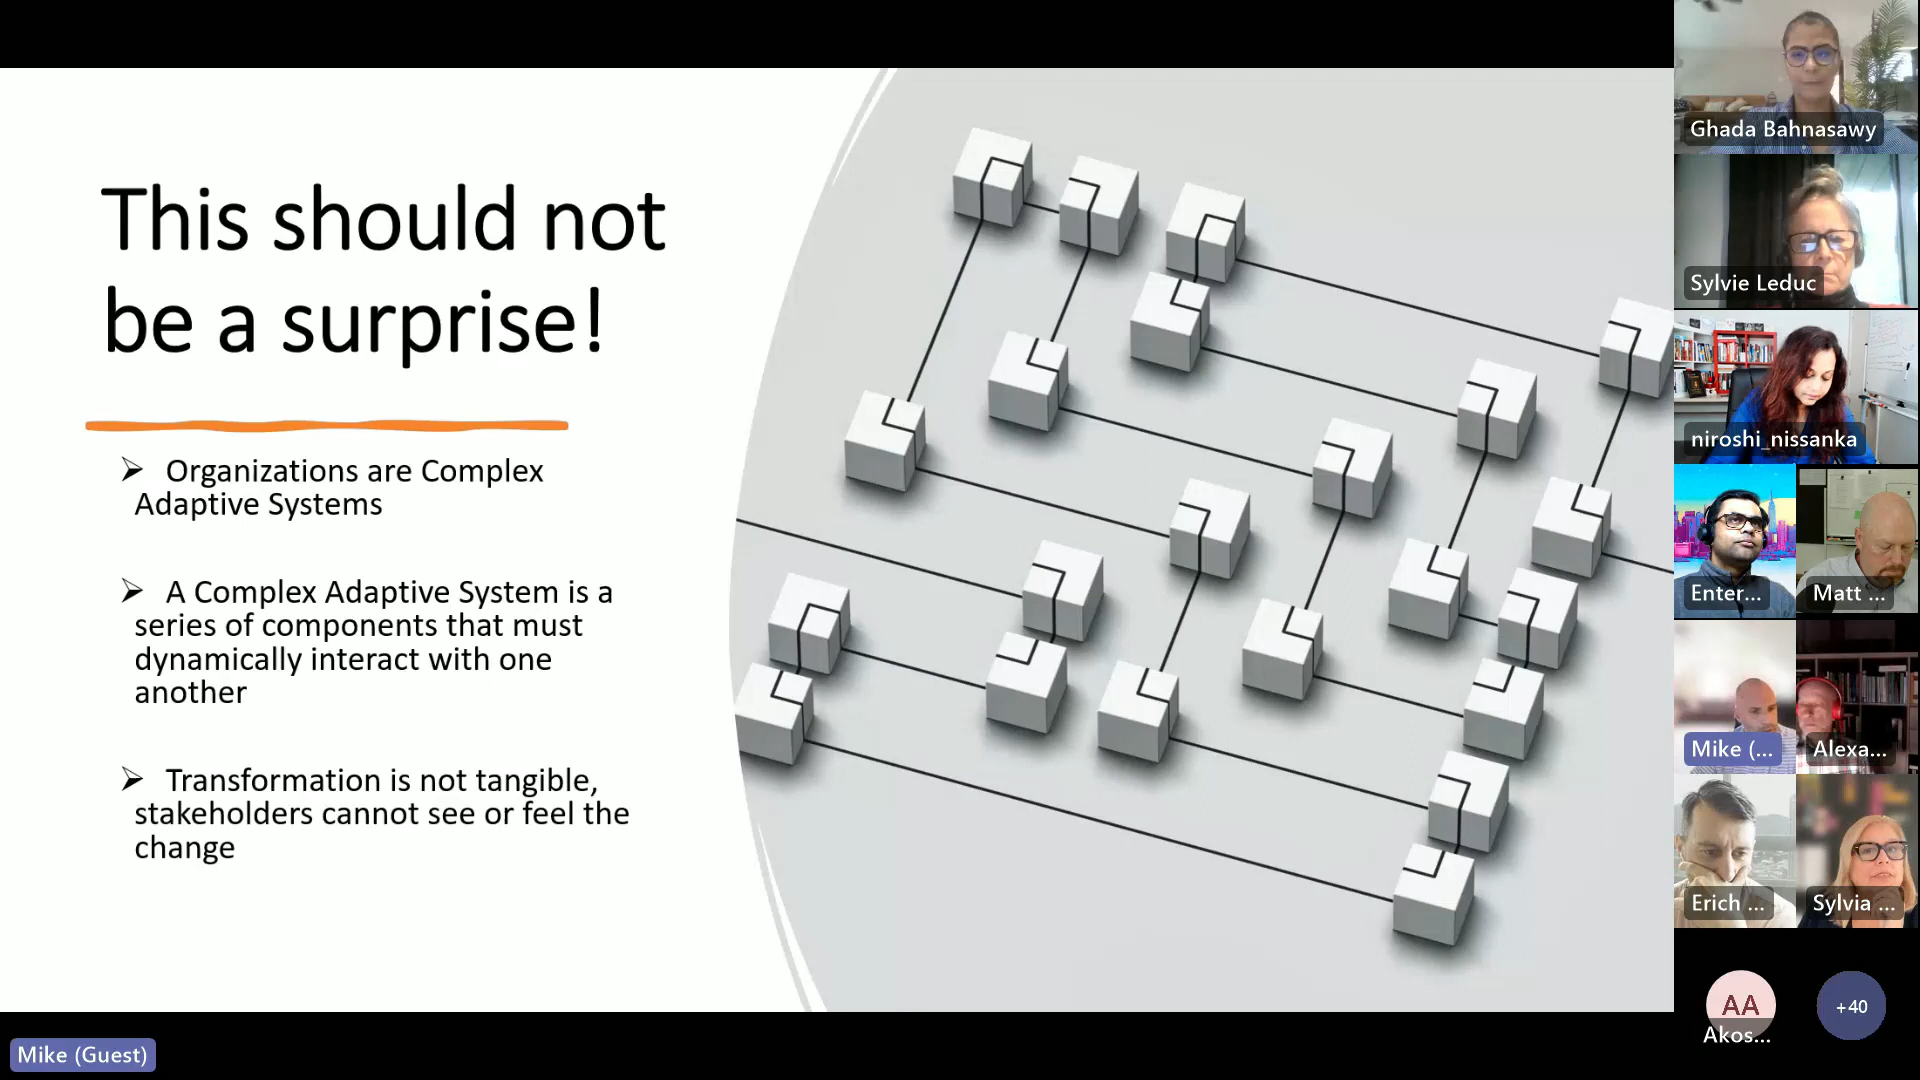 This should not
be a surprise!
➢ Organizations are Complex
Adaptive Systems
➢ A Complex Adaptive System is a
series of components that must
dynamically interact with one
another
➢ Transformation is not tangible,
stakeholders cannot see or feel the
change
Mike (Guest)
Ghada Bahnasawy
Sylvie Leduc
niroshi_nissanka
Enter...
Matt ...
Mike (...
Alexa...
Erich ...
Sylvia ...
AA
Akos...
+40